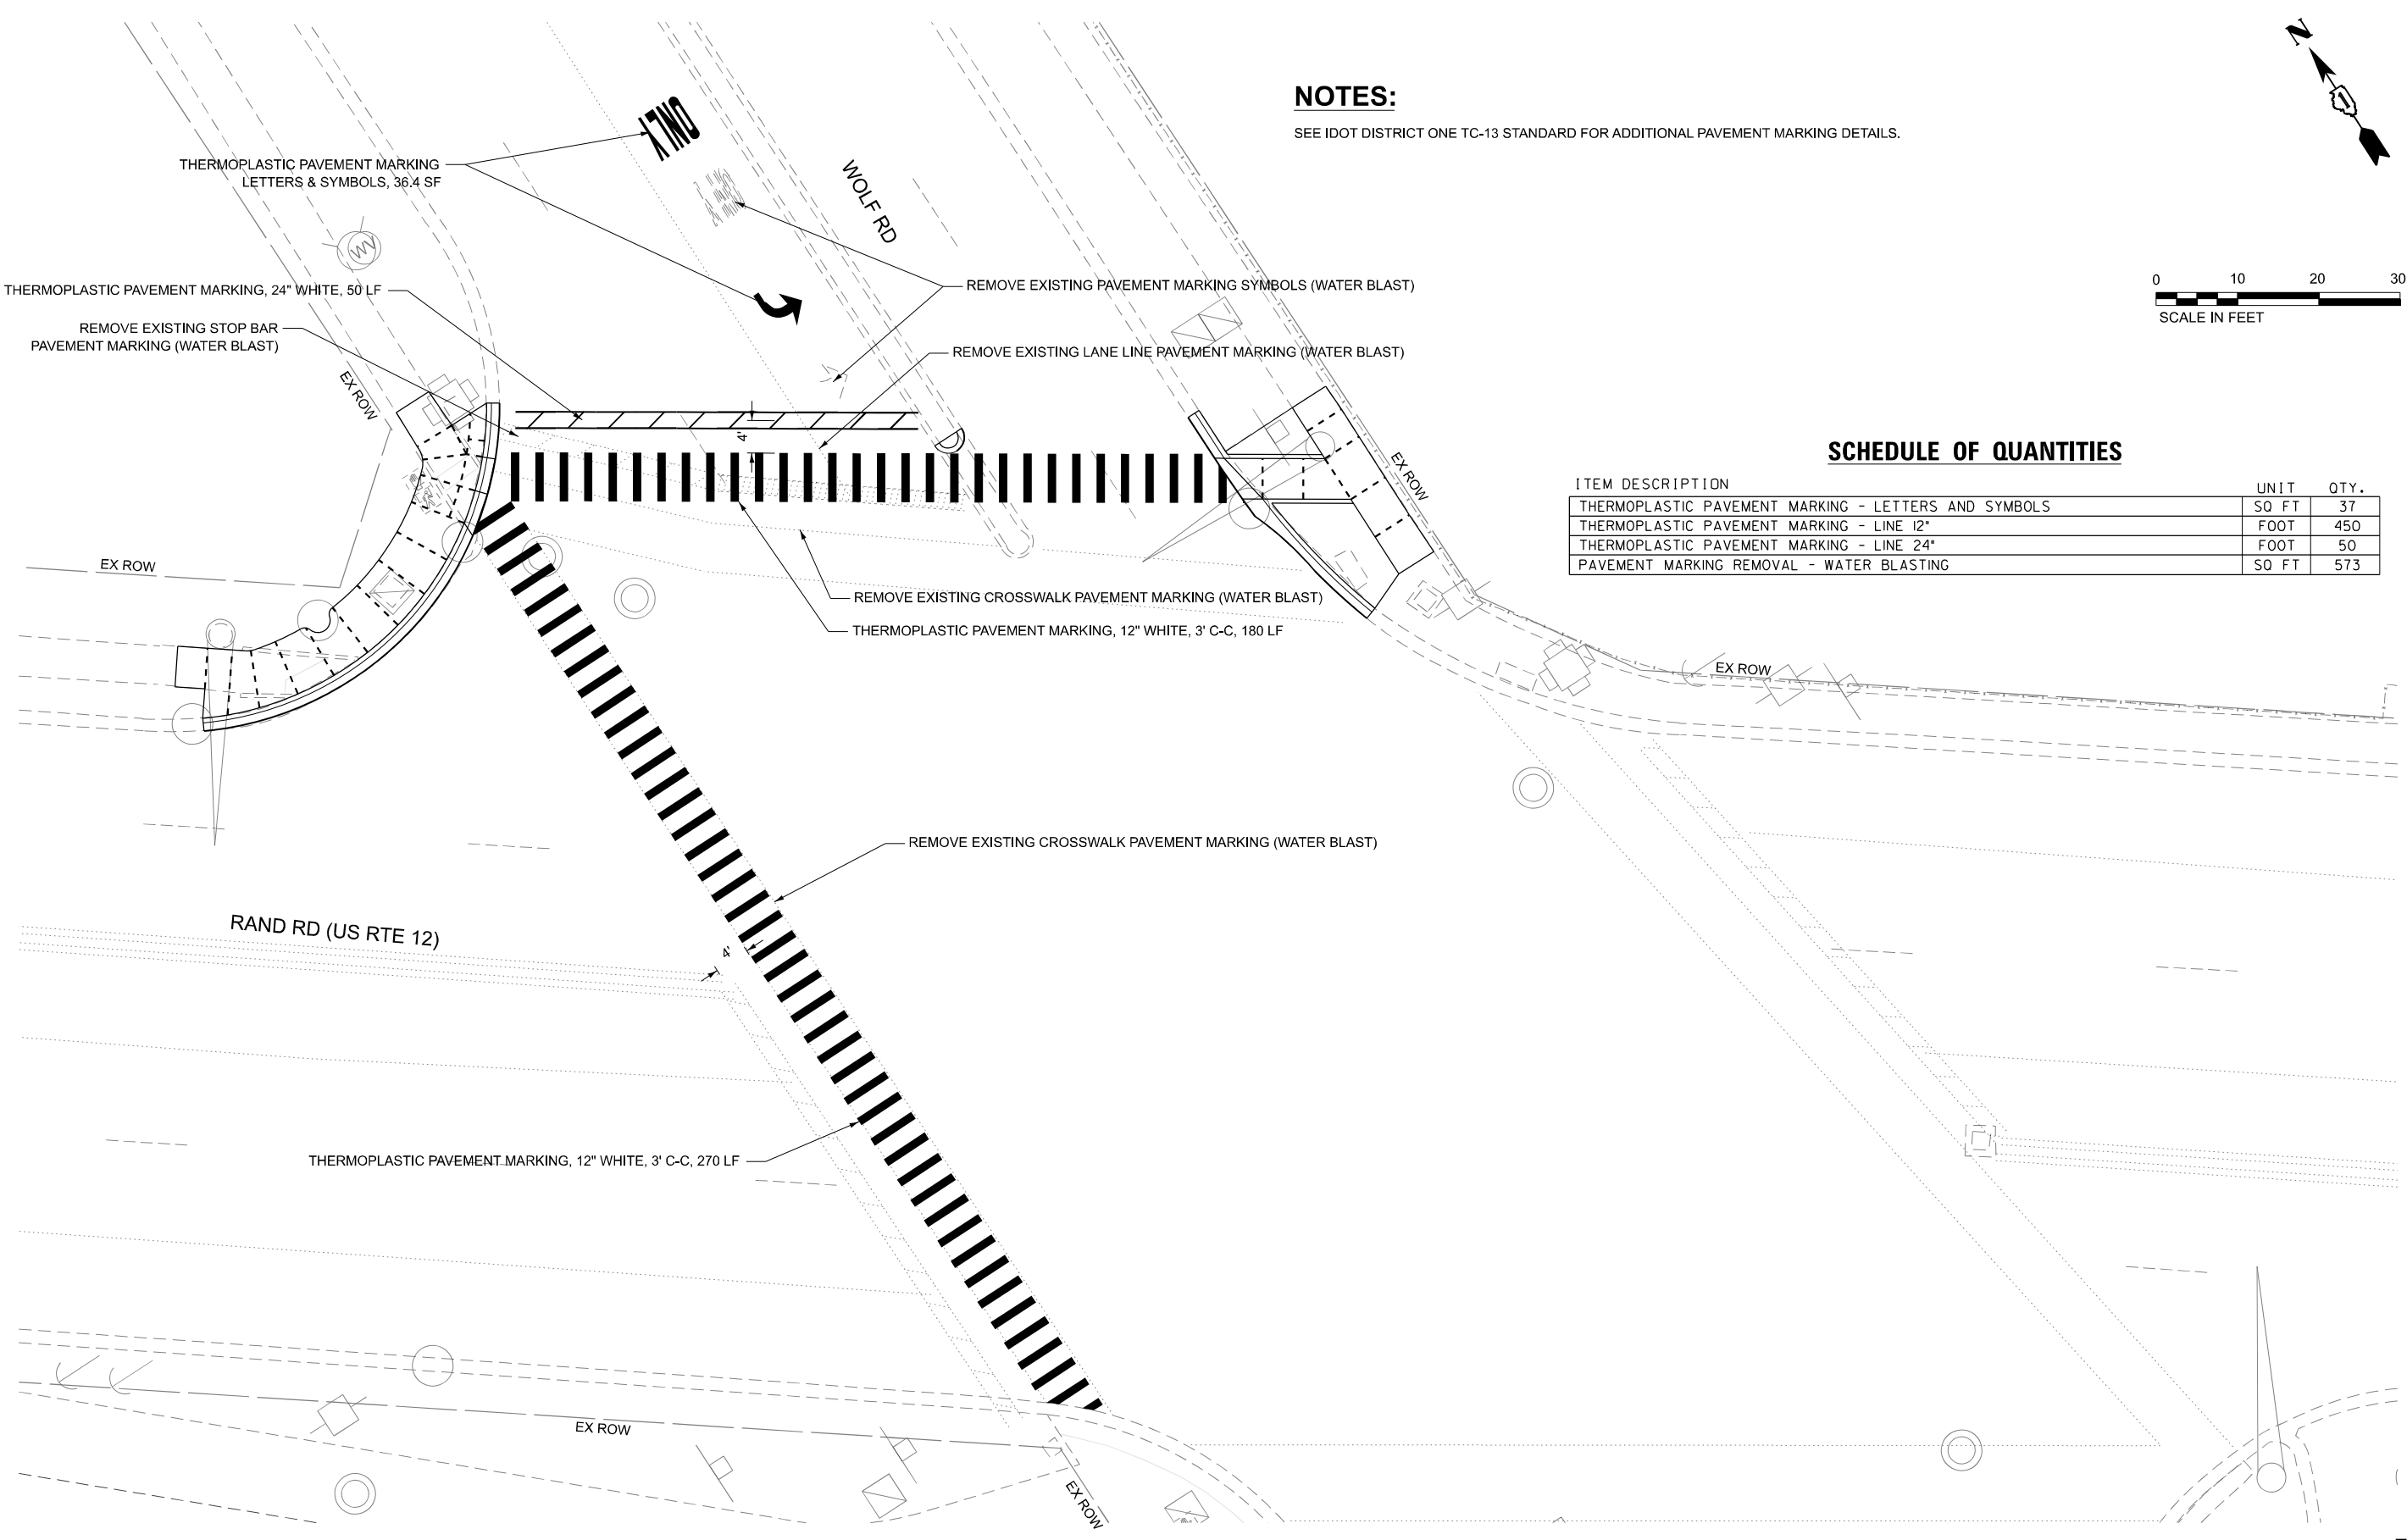 N
1
NOTES:
SEE IDOT DISTRICT ONE TC-13 STANDARD FOR ADDITIONAL PAVEMENT MARKING DETAILS.
ONLY
THERMOPLASTIC PAVEMENT MARKING
LETTERS & SYMBOLS, 36.4 SF
WOLF RD
WV
THERMOPLASTIC PAVEMENT MARKING, 24" WHITE, 50 LF
REMOVE EXISTING PAVEMENT MARKING SYMBOLS (WATER BLAST)
0 10 20 30
SCALE IN FEET
REMOVE EXISTING STOP BAR
PAVEMENT MARKING (WATER BLAST)
REMOVE EXISTING LANE LINE PAVEMENT MARKING (WATER BLAST)
EX ROW
4'
EX ROW
SCHEDULE OF QUANTITIES
ITEM DESCRIPTION UNIT QTY.
THERMOPLASTIC PAVEMENT MARKING - LETTERS AND SYMBOLS SQ FT 37
THERMOPLASTIC PAVEMENT MARKING - LINE 12" FOOT 450
THERMOPLASTIC PAVEMENT MARKING - LINE 24" FOOT 50
PAVEMENT MARKING REMOVAL - WATER BLASTING SQ FT 573
EX ROW
REMOVE EXISTING CROSSWALK PAVEMENT MARKING (WATER BLAST)
THERMOPLASTIC PAVEMENT MARKING, 12" WHITE, 3' C-C, 180 LF
EX ROW
REMOVE EXISTING CROSSWALK PAVEMENT MARKING (WATER BLAST)
RAND RD (US RTE 12)
4'
THERMOPLASTIC PAVEMENT MARKING, 12" WHITE, 3' C-C, 270 LF
EX ROW
EX ROW